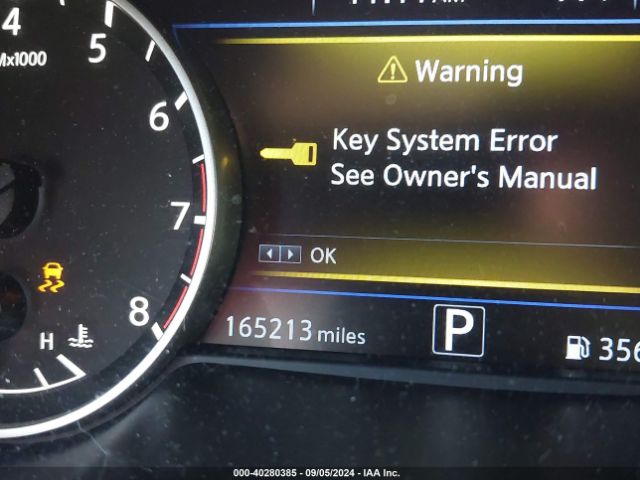 4
5
x1000
6
7
8
H
AM
Warning
Key System Error
See Owner's Manual
OK
165213 miles
P
356
000-40280385 - 09/05/2024 - IAA Inc.